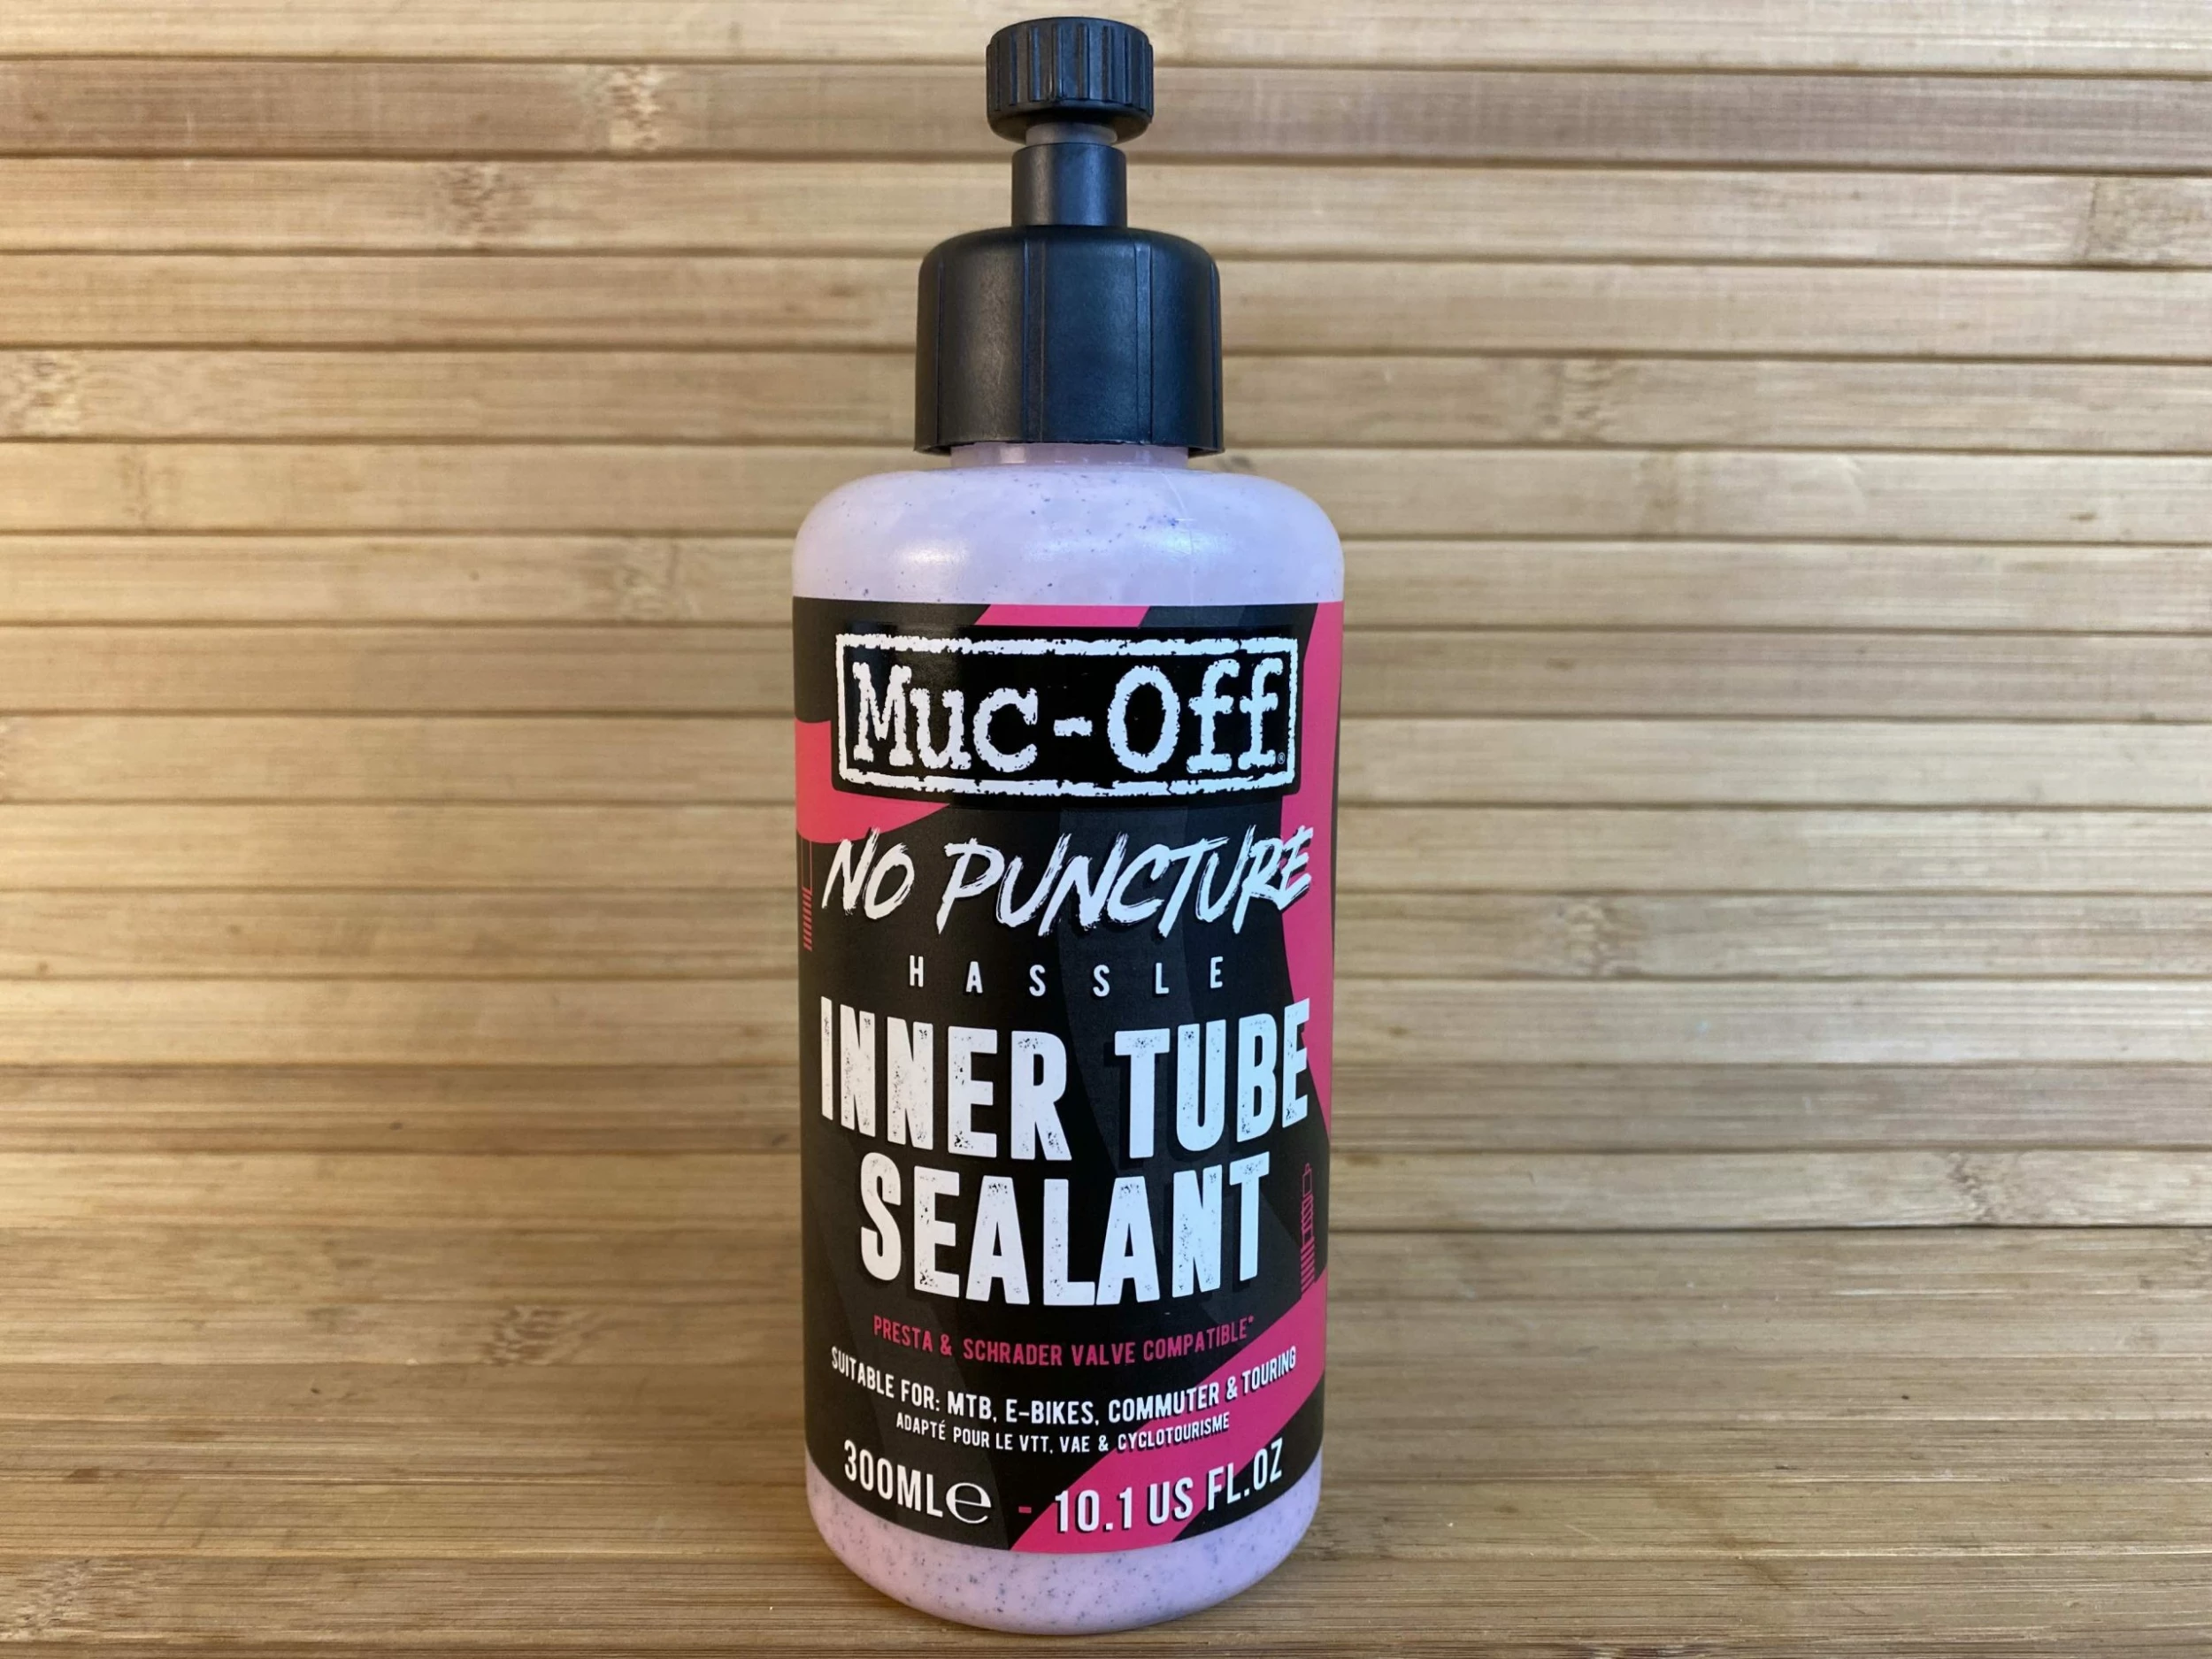 Muc-Off®
NO PUNCTURE
HASSLE
INNER TUBE
SEALANT
PRESTA & SCHRADER VALVE COMPATIBLE*
SUITABLE FOR: MTB, E-BIKES, COMMUTER & TOURING
ADAPTÉ POUR LE VTT, VAE & CYCLOTOURISME
300ML℮ - 10.1 US FL.OZ